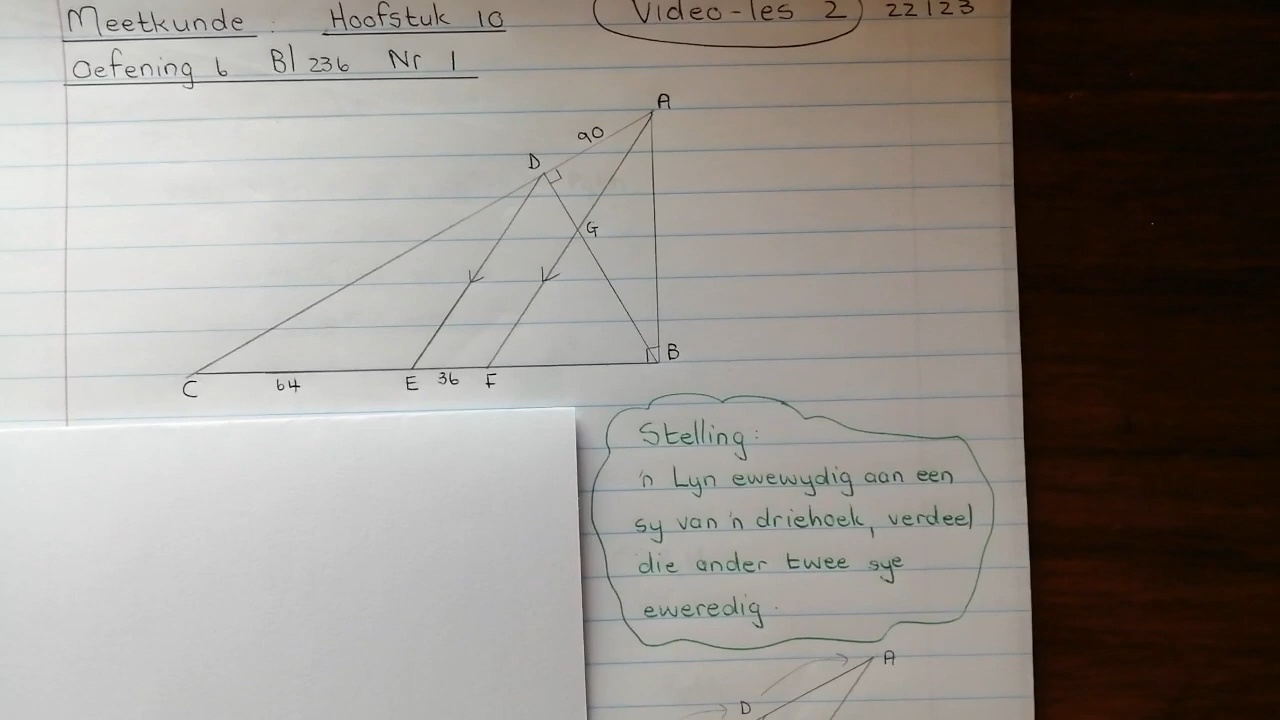 Meetkunde : Hoofstuk 10
Video-les 2 22/23
Oefening 6 Bl 236 Nr 1
A
90
D
G
B
C 64 E 36 F
Stelling:
'n Lyn ewewydig aan een
sy van 'n driehoek, verdeel
die ander twee sye
eweredig.
A
D